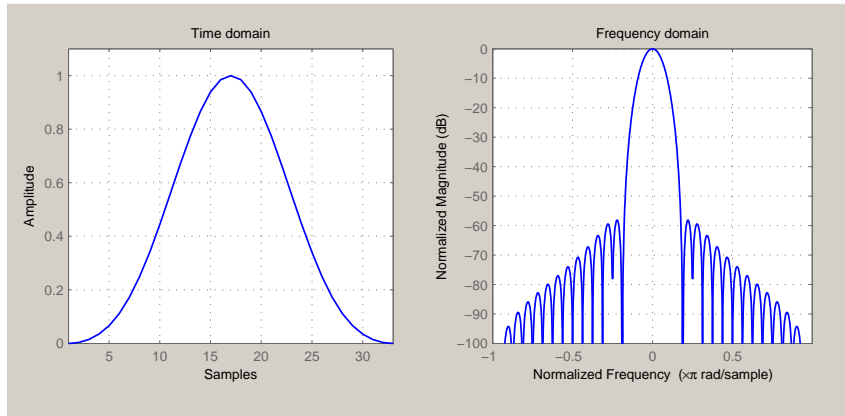 Time domain
Amplitude
1
0.8
0.6
0.4
0.2
0
5 10 15 20 25 30
Samples
Frequency domain
Normalized Magnitude (dB)
0
−10
−20
−30
−40
−50
−60
−70
−80
−90
−100
−1 −0.5 0 0.5
Normalized Frequency (×π rad/sample)